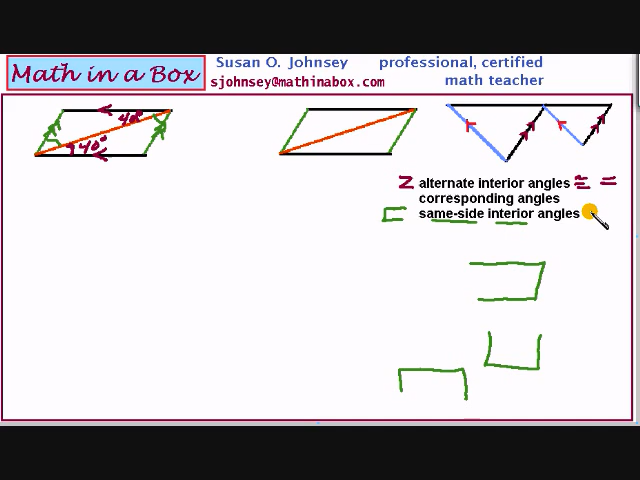 Math in a Box
Susan O. Johnsey professional, certified
sjohnsey@mathinabox.com math teacher
40°
40°
Z alternate interior angles ≅ =
corresponding angles
same-side interior angles